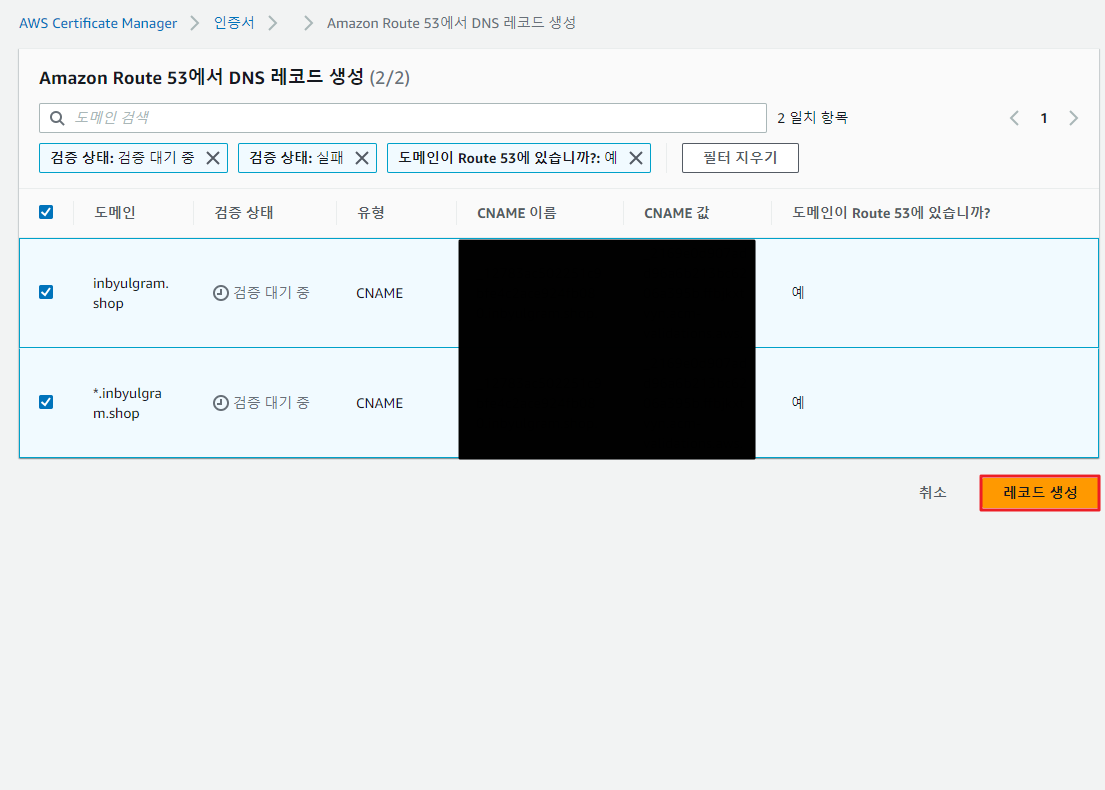 AWS Certificate Manager 인증서 Amazon Route 53에서 DNS 레코드 생성
Amazon Route 53에서 DNS 레코드 생성 (2/2)
도메인 검색
2 일치 항목
1
검증 상태: 검증 대기 중
검증 상태: 실패
도메인이 Route 53에 있습니까?: 예
필터 지우기
도메인 검증 상태 유형 CNAME 이름 CNAME 값 도메인이 Route 53에 있습니까?
inbyulgram.
shop
검증 대기 중
CNAME
예
*.inbyulgra
m.shop
검증 대기 중
CNAME
예
취소
레코드 생성